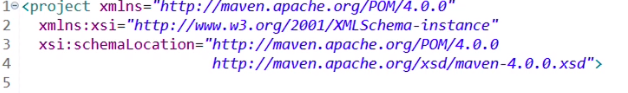 1 <project xmlns="http://maven.apache.org/POM/4.0.0"
2 xmlns:xsi="http://www.w3.org/2001/XMLSchema-instance"
3 xsi:schemaLocation="http://maven.apache.org/POM/4.0.0
4 http://maven.apache.org/xsd/maven-4.0.0.xsd">
5